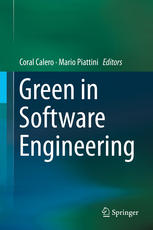 Coral Calero · Mario Piattini Editors
Green in
Software
Engineering
Springer